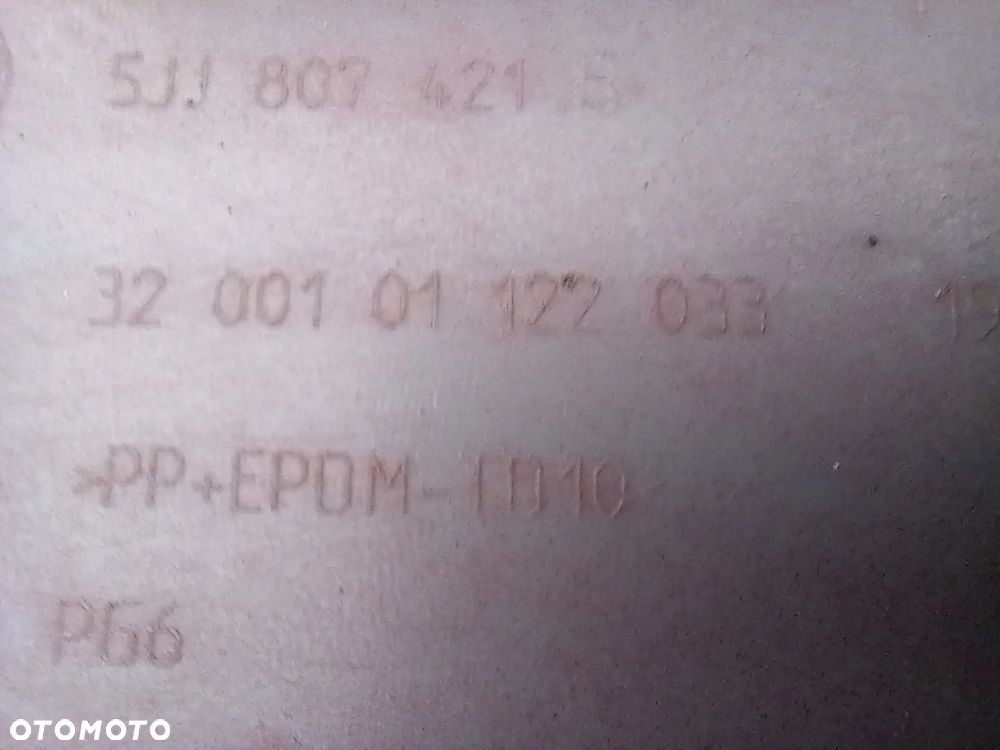 5JJ 807 421
32 001 01 122 033
>PP+EPDM-TD10
P66
OTOMOTO